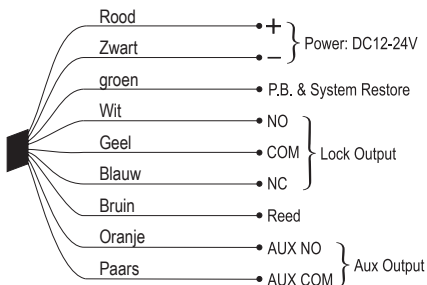 Rood +
Zwart − Power: DC12-24V
groen P.B. & System Restore
Wit NO
Geel COM Lock Output
Blauw NC
Bruin Reed
Oranje AUX NO
Paars AUX COM Aux Output